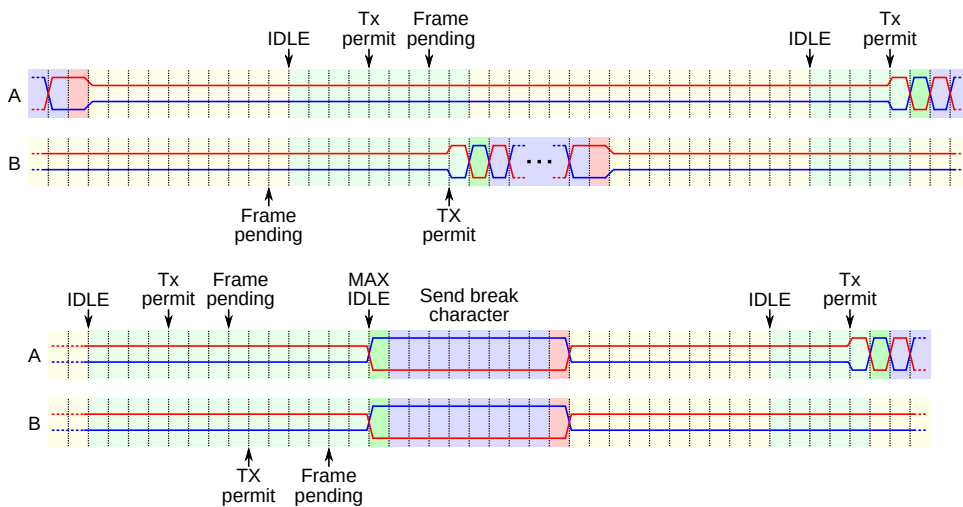 Tx
Frame
IDLE
permit
pending
IDLE
Tx
permit
A
B
...
Frame
pending
TX
permit
IDLE
Tx
permit
Frame
pending
MAX
IDLE
Send break
character
IDLE
Tx
permit
A
B
TX
permit
Frame
pending